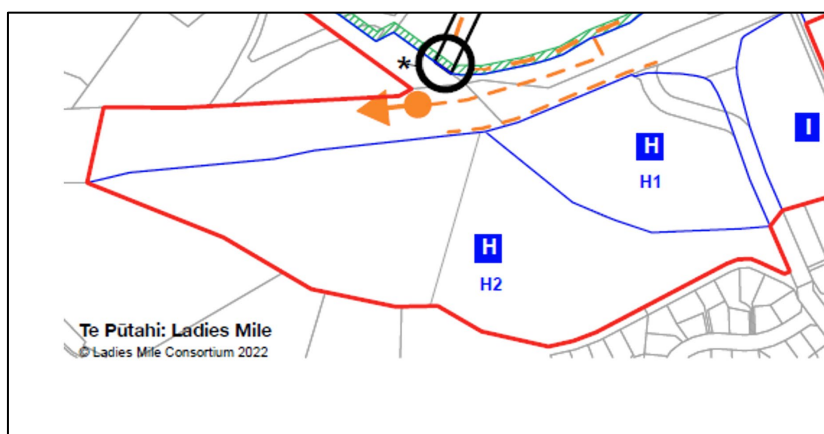 *
H
H1
I
H
H2
Te Pūtahi: Ladies Mile
© Ladies Mile Consortium 2022